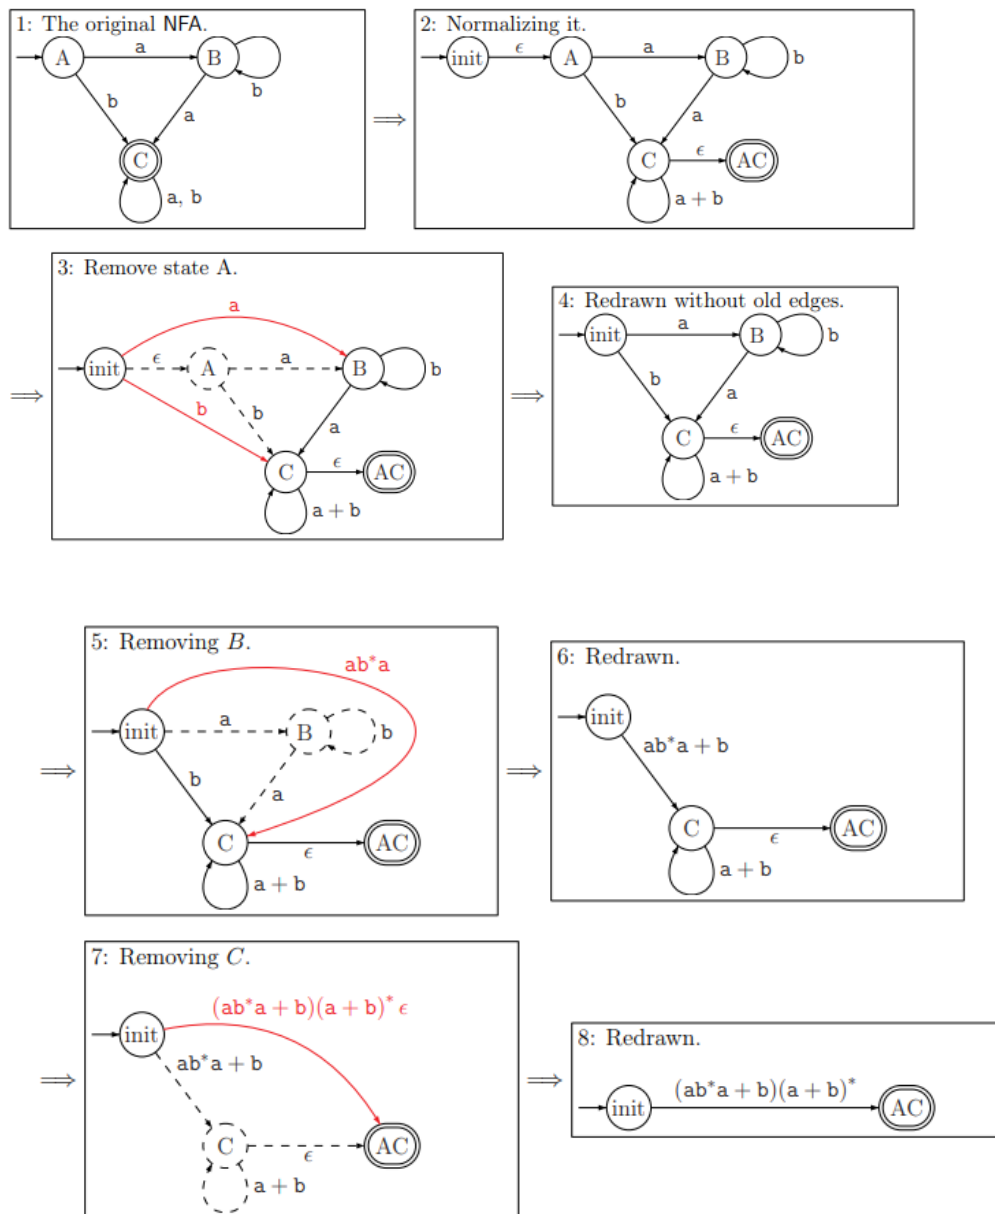 1: The original NFA.
A a B b
b a
C
a, b
⟹
2: Normalizing it.
init ϵ A a B b
b a
C ϵ AC
a + b
⟹
3: Remove state A.
a
init ϵ A a B b
b b a
C ϵ AC
a + b
⟹
4: Redrawn without old edges.
init a B b
b a
C ϵ AC
a + b
⟹
5: Removing B.
ab*a
init a B b
b a
C ϵ AC
a + b
⟹
6: Redrawn.
init
ab*a + b
C ϵ AC
a + b
⟹
7: Removing C.
(ab*a + b)(a + b)* ϵ
init
ab*a + b
C ϵ AC
a + b
⟹
8: Redrawn.
(ab*a + b)(a + b)*
init AC